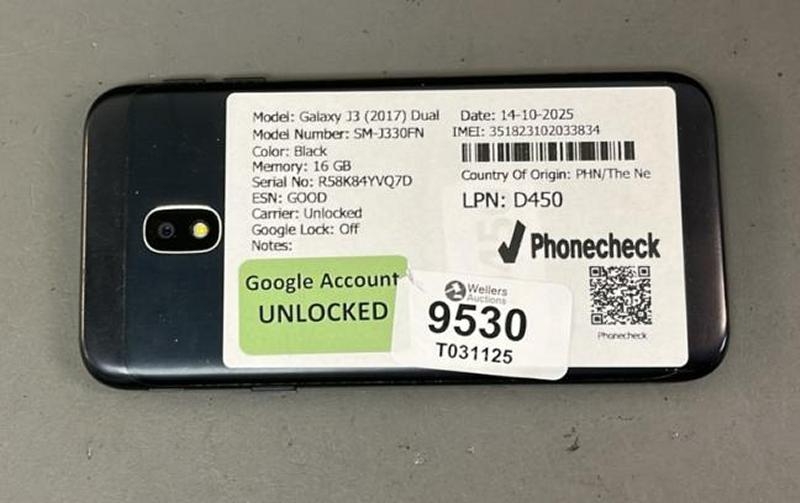 Model: Galaxy J3 (2017) Dual
Model Number: SM-J330FN
Color: Black
Memory: 16 GB
Serial No: R58K84YVQ7D
ESN: GOOD
Carrier: Unlocked
Google Lock: Off
Notes:
Date: 14-10-2025
IMEI: 351823102033834
Country Of Origin: PHN/The Ne
LPN: D450
Phonecheck
Phonecheck
Google Account
UNLOCKED
Wellers
Auctions
9530
T031125